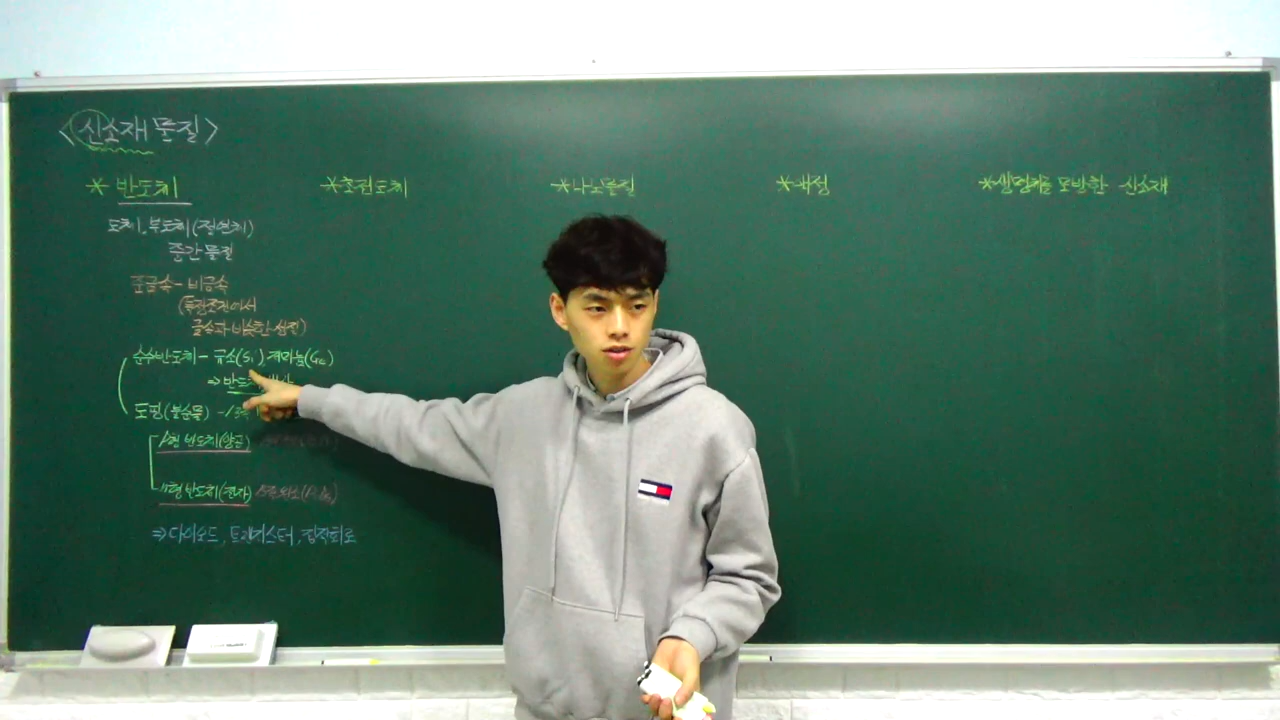 <신소재 물질>
* 반도체
도체, 부도체(절연체)
중간 물질
준금속 - 비금속
(특정조건에서
금속과 비슷한 성질)
순수반도체 - 규소(Si) 저마늄(Ge)
⇒ 반도체
도핑(불순물) -
P형 반도체(양공)
n형 반도체(전자)
⇒ 다이오드, 트랜지스터, 집적회로
* 초전도체
* 나노물질
* 액정
* 생명체를 모방한 신소재